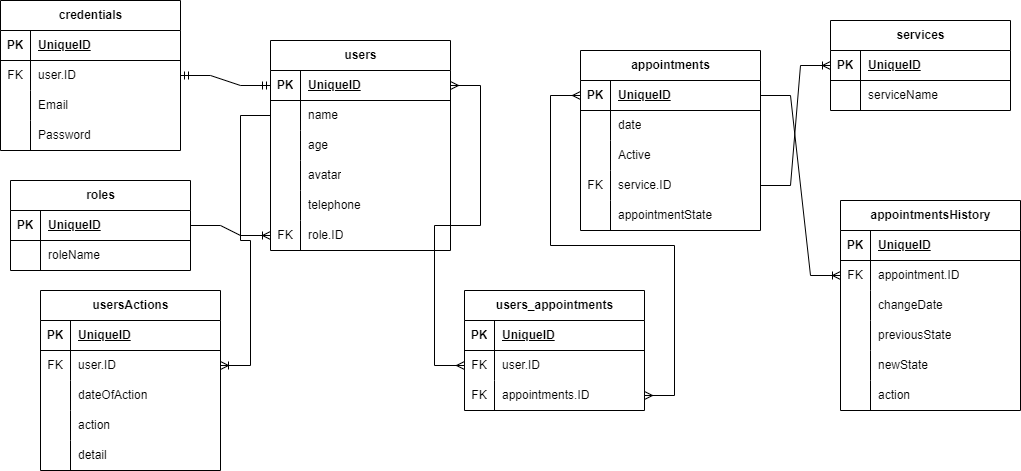 credentials
PK UniqueID
FK user.ID
Email
Password
users
PK UniqueID
name
age
avatar
telephone
FK role.ID
roles
PK UniqueID
roleName
usersActions
PK UniqueID
FK user.ID
dateOfAction
action
detail
appointments
PK UniqueID
date
Active
FK service.ID
appointmentState
users_appointments
PK UniqueID
FK user.ID
FK appointments.ID
services
PK UniqueID
serviceName
appointmentsHistory
PK UniqueID
FK appointment.ID
changeDate
previousState
newState
action